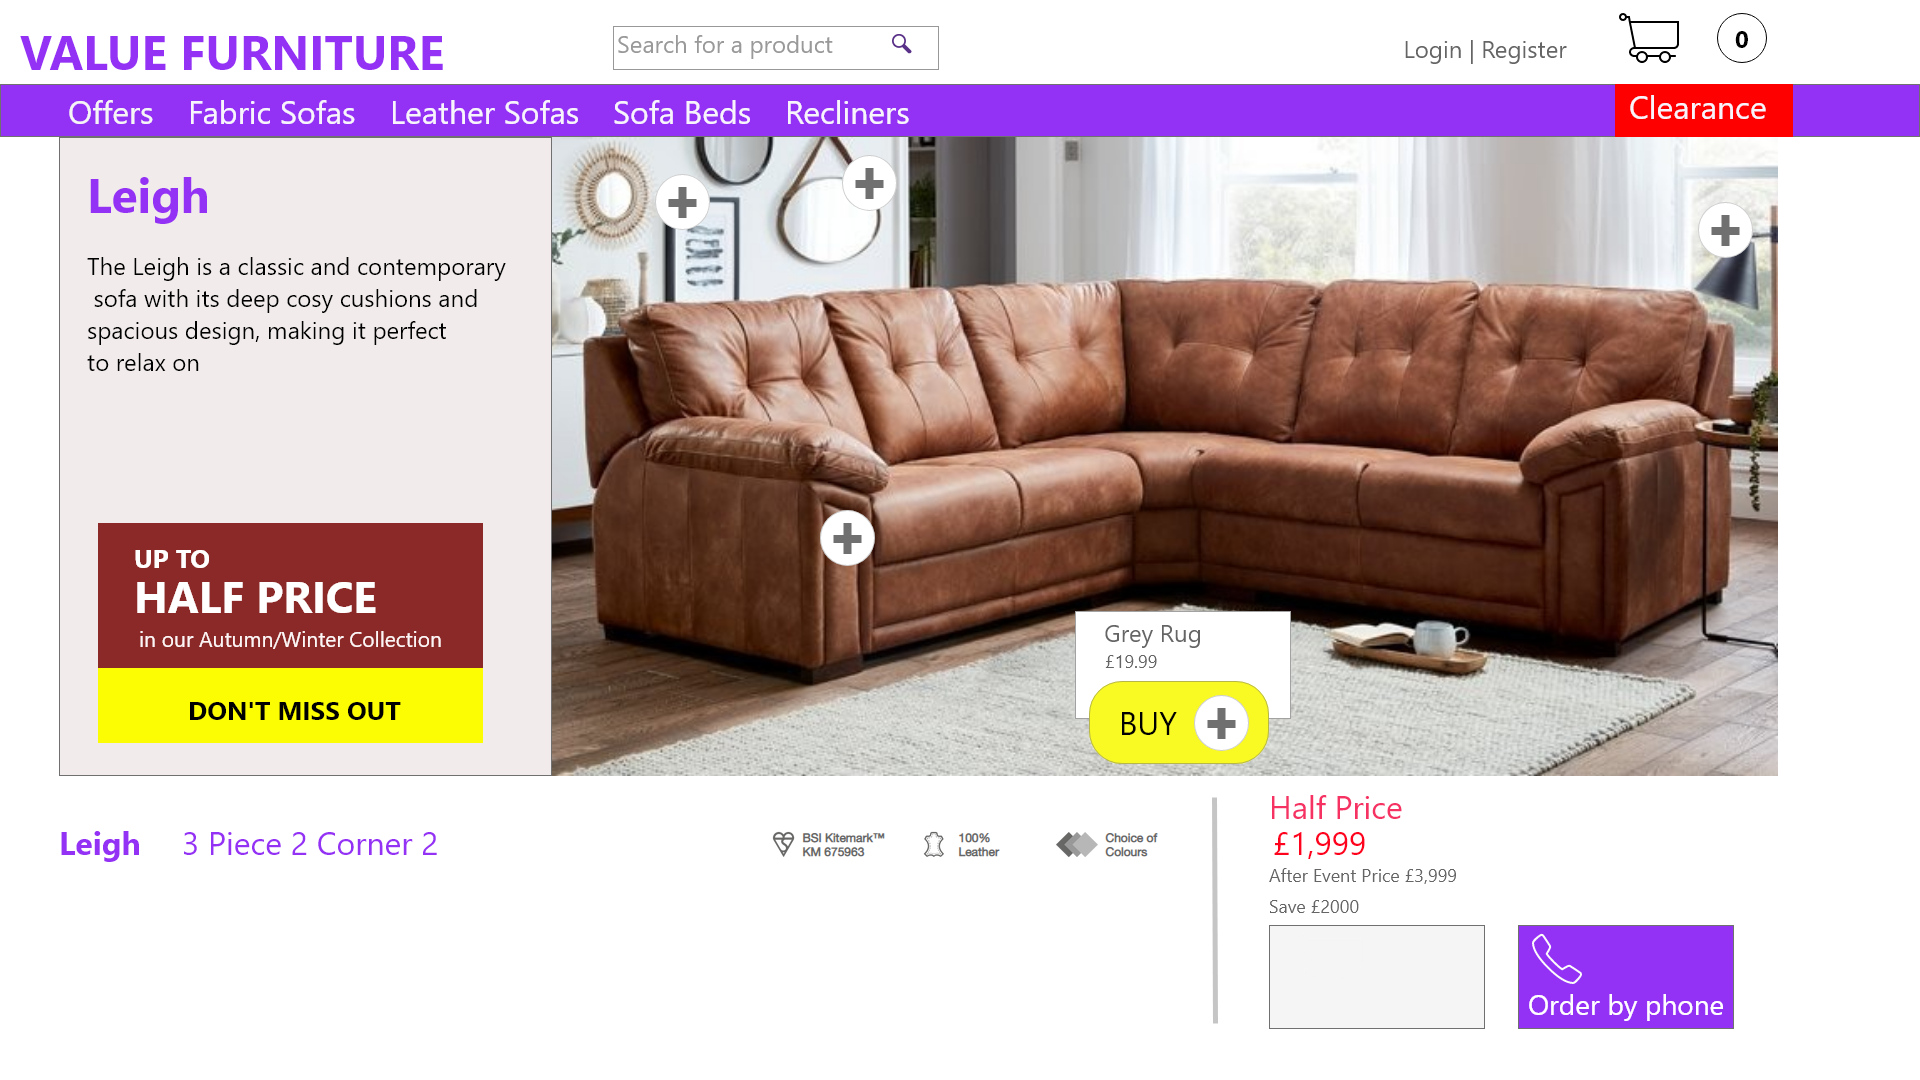 VALUE FURNITURE
Search for a product
Login | Register
0
Offers
Fabric Sofas
Leather Sofas
Sofa Beds
Recliners
Clearance
Leigh
The Leigh is a classic and contemporary
sofa with its deep cosy cushions and
spacious design, making it perfect
to relax on
UP TO
HALF PRICE
in our Autumn/Winter Collection
DON'T MISS OUT
Grey Rug
£19.99
BUY
Leigh
3 Piece 2 Corner 2
BSI Kitemark™
KM 675963
100%
Leather
Choice of
Colours
Half Price
£1,999
After Event Price £3,999
Save £2000
Order by phone